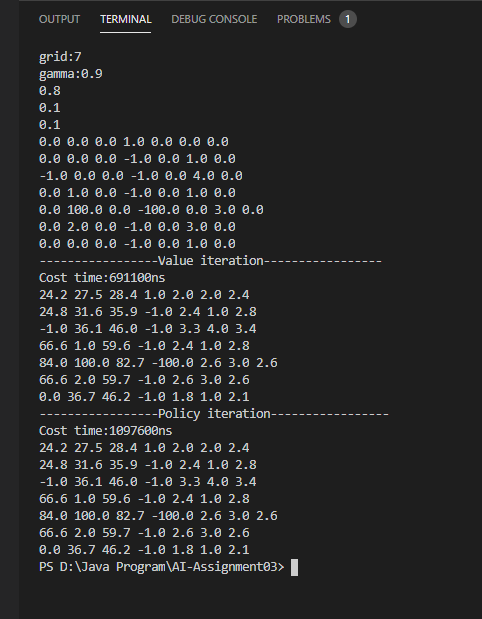 OUTPUT TERMINAL DEBUG CONSOLE PROBLEMS 1
grid:7
gamma:0.9
0.8
0.1
0.1
0.0 0.0 0.0 1.0 0.0 0.0 0.0
0.0 0.0 0.0 -1.0 0.0 1.0 0.0
-1.0 0.0 0.0 -1.0 0.0 4.0 0.0
0.0 1.0 0.0 -1.0 0.0 1.0 0.0
0.0 100.0 0.0 -100.0 0.0 3.0 0.0
0.0 2.0 0.0 -1.0 0.0 3.0 0.0
0.0 0.0 0.0 -1.0 0.0 1.0 0.0
-----------------Value iteration-----------------
Cost time:691100ns
24.2 27.5 28.4 1.0 2.0 2.0 2.4
24.8 31.6 35.9 -1.0 2.4 1.0 2.8
-1.0 36.1 46.0 -1.0 3.3 4.0 3.4
66.6 1.0 59.6 -1.0 2.4 1.0 2.8
84.0 100.0 82.7 -100.0 2.6 3.0 2.6
66.6 2.0 59.7 -1.0 2.6 3.0 2.6
0.0 36.7 46.2 -1.0 1.8 1.0 2.1
-----------------Policy iteration-----------------
Cost time:1097600ns
24.2 27.5 28.4 1.0 2.0 2.0 2.4
24.8 31.6 35.9 -1.0 2.4 1.0 2.8
-1.0 36.1 46.0 -1.0 3.3 4.0 3.4
66.6 1.0 59.6 -1.0 2.4 1.0 2.8
84.0 100.0 82.7 -100.0 2.6 3.0 2.6
66.6 2.0 59.7 -1.0 2.6 3.0 2.6
0.0 36.7 46.2 -1.0 1.8 1.0 2.1
PS D:\Java Program\AI-Assignment03>